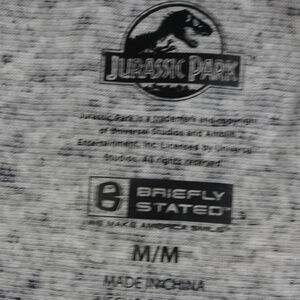 JURASSIC PARK
Jurassic Park is a trademark and copyright
of Universal Studios and Amblin
Entertainment, Inc. Licensed by Universal
Studios. All rights reserved.
e BRIEFLY
STATED
WE MAKE AMERICA SMILE
M/M
MADE IN CHINA